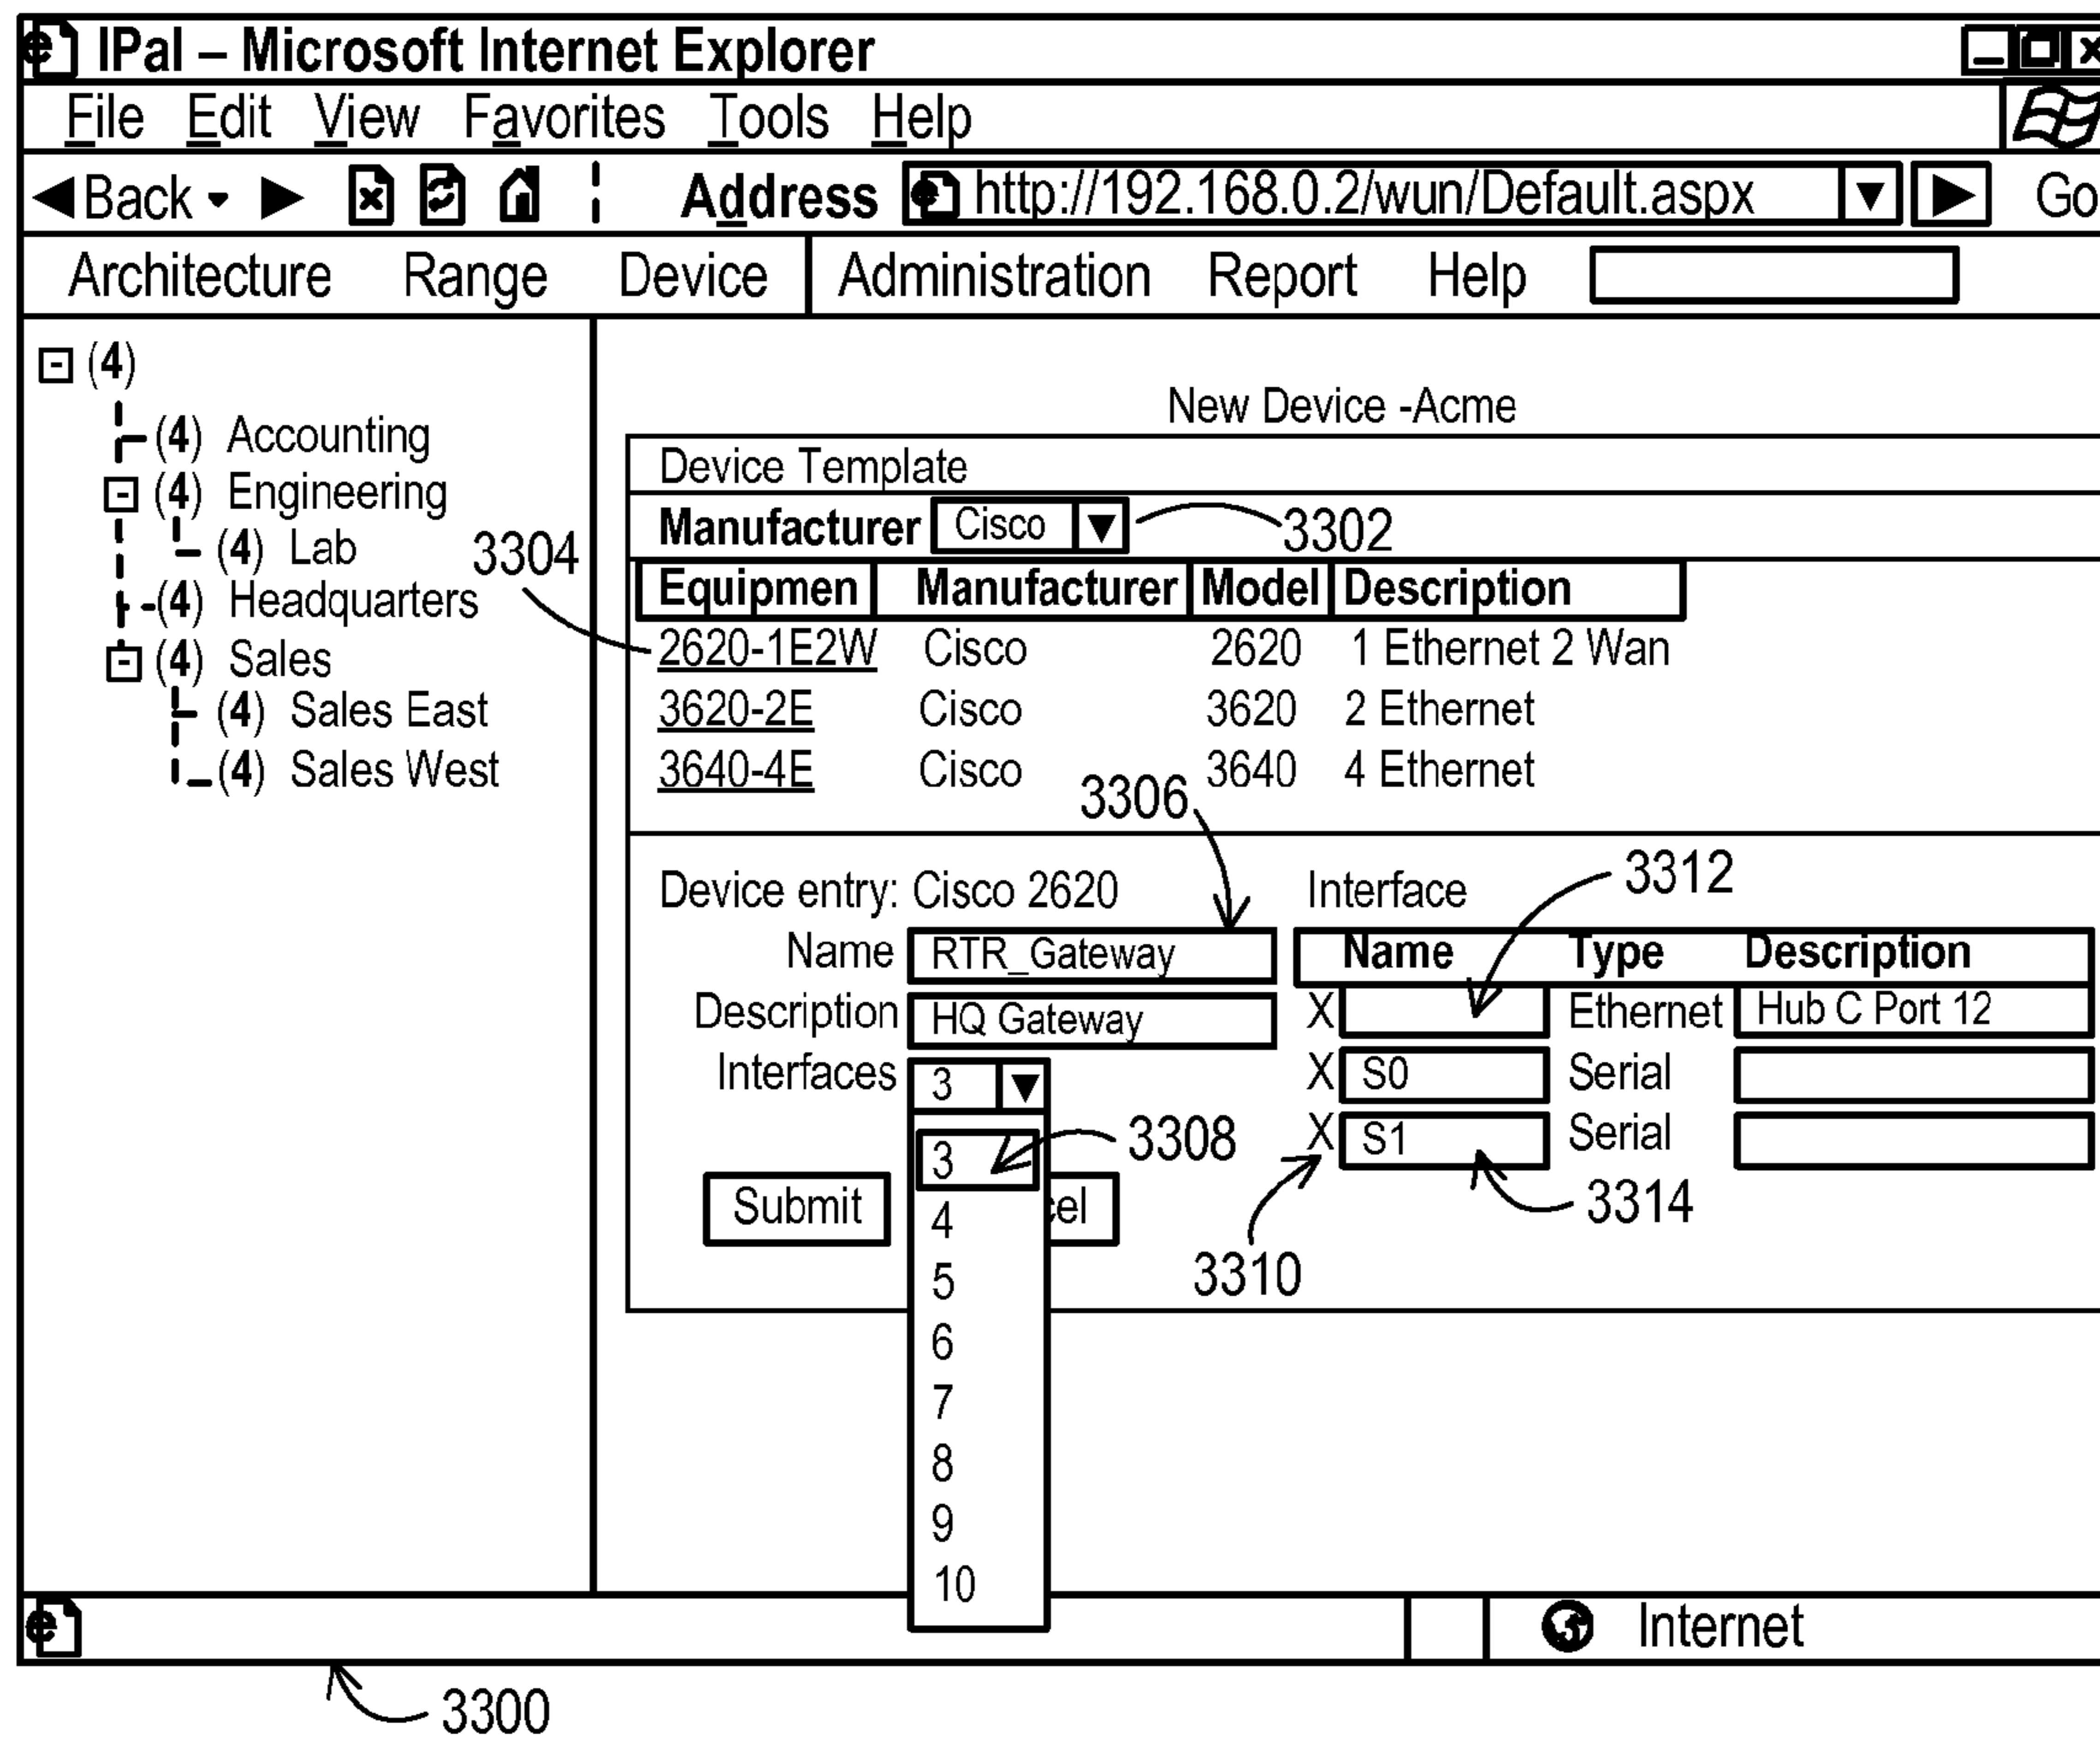 IPal – Microsoft Internet Explorer
File Edit View Favorites Tools Help
Back Address http://192.168.0.2/wun/Default.aspx Go
Architecture Range Device Administration Report Help
(4)
(4) Accounting
(4) Engineering
(4) Lab
(4) Headquarters
(4) Sales
(4) Sales East
(4) Sales West
New Device -Acme
Device Template
Manufacturer Cisco 3302
3304
Equipmen Manufacturer Model Description
2620-1E2W Cisco 2620 1 Ethernet 2 Wan
3620-2E Cisco 3620 2 Ethernet
3640-4E Cisco 3640 4 Ethernet
3306
Device entry: Cisco 2620
Name RTR_Gateway
Description HQ Gateway
Interfaces 3
3 3308
4
5
6
7
8
9
10
Submit cel
Interface 3312
Name Type Description
X Ethernet Hub C Port 12
X S0 Serial
X S1 Serial
3314
3310
Internet
3300